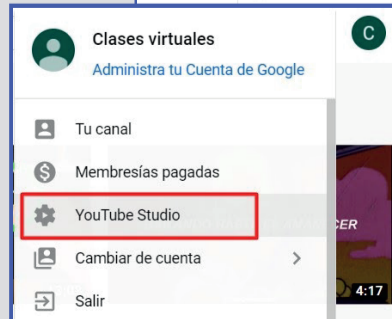 Clases virtuales
C
Administra tu Cuenta de Google
Tu canal
Membresías pagadas
YouTube Studio
CER
Cambiar de cuenta
4:17
Salir